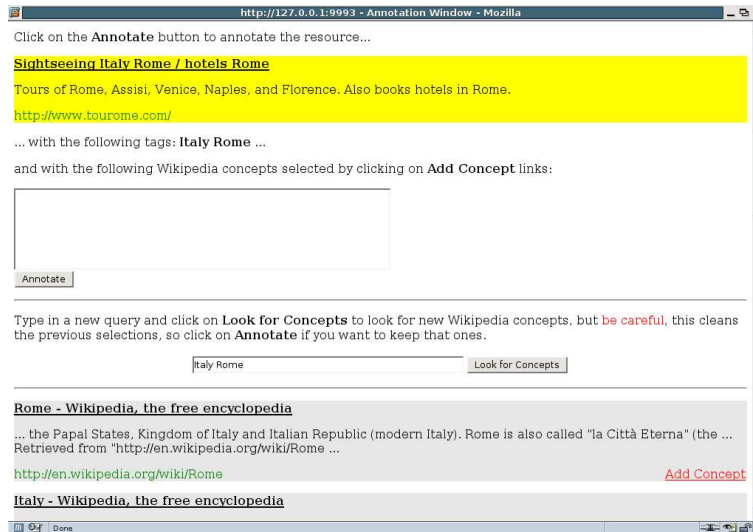 http://127.0.0.1:9993 - Annotation Window - Mozilla
Click on the Annotate button to annotate the resource...
Sightseeing Italy Rome / hotels Rome
Tours of Rome, Assisi, Venice, Naples, and Florence. Also books hotels in Rome.
http://www.tourome.com/
... with the following tags: Italy Rome ...
and with the following Wikipedia concepts selected by clicking on Add Concept links:
Annotate
Type in a new query and click on Look for Concepts to look for new Wikipedia concepts, but be careful, this cleans
the previous selections, so click on Annotate if you want to keep that ones.
Italy Rome Look for Concepts
Rome - Wikipedia, the free encyclopedia
... the Papal States, Kingdom of Italy and Italian Republic (modern Italy). Rome is also called "la Città Eterna" (the ...
Retrieved from "http://en.wikipedia.org/wiki/Rome ...
http://en.wikipedia.org/wiki/Rome Add Concept
Italy - Wikipedia, the free encyclopedia
Done